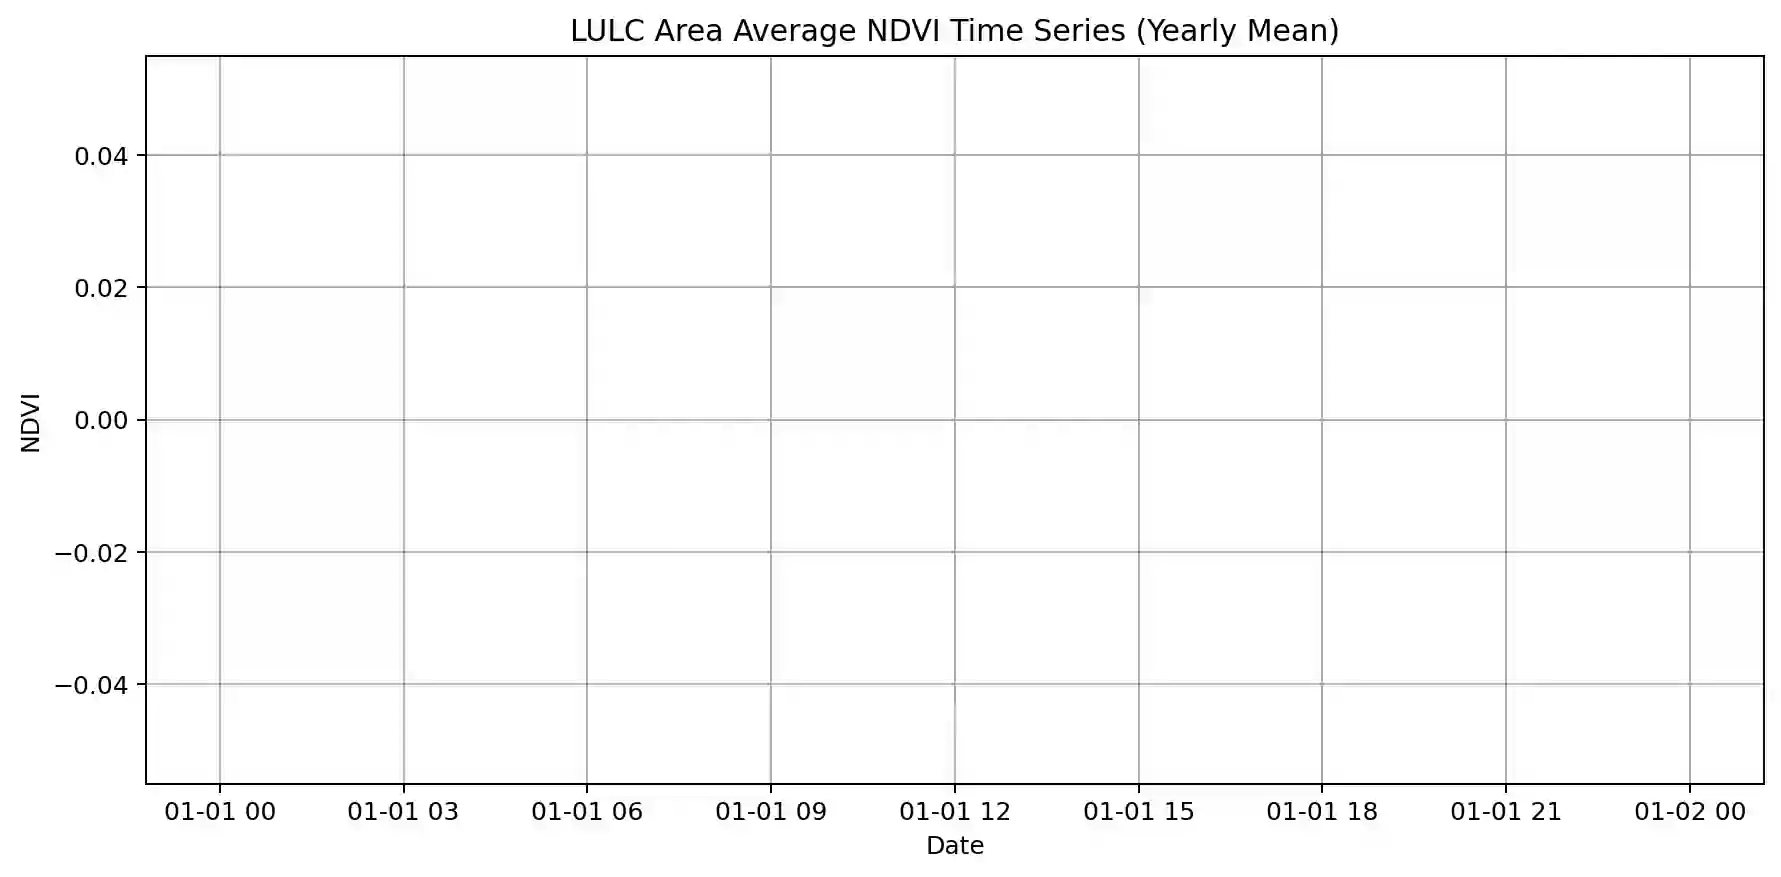 LULC Area Average NDVI Time Series (Yearly Mean)
0.04
0.02
0.00
−0.02
−0.04
NDVI
01-01 00 01-01 03 01-01 06 01-01 09 01-01 12 01-01 15 01-01 18 01-01 21 01-02 00
Date